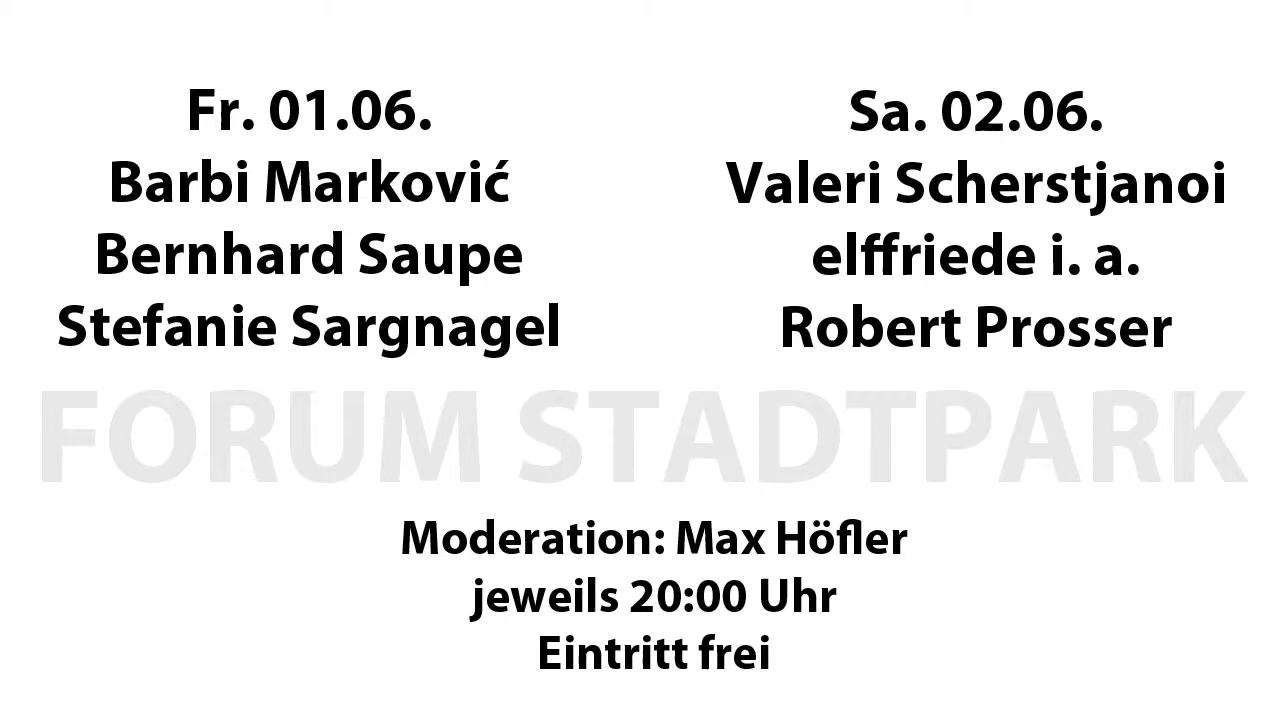 Fr. 01.06.
Barbi Marković
Bernhard Saupe
Stefanie Sargnagel
Sa. 02.06.
Valeri Scherstjanoi
elffriede i. a.
Robert Prosser
FORUM STADTPARK
Moderation: Max Höfler
jeweils 20:00 Uhr
Eintritt frei